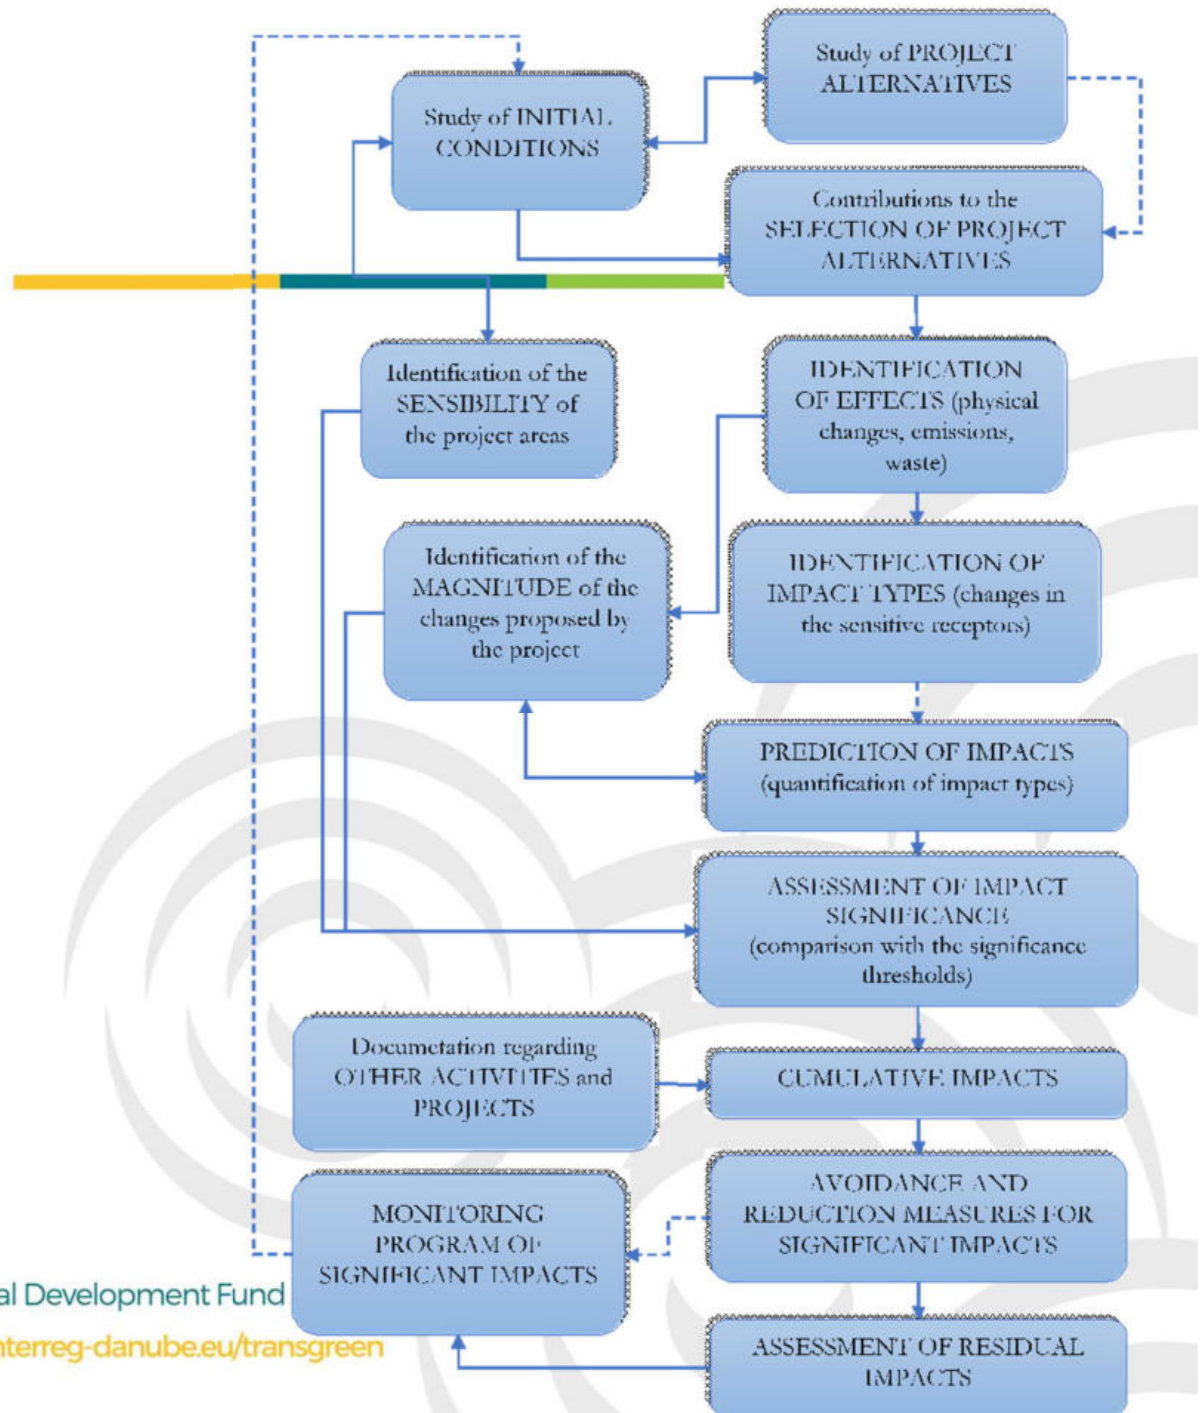 Study of PROJECT
ALTERNATIVES
Study of INITIAL
CONDITIONS
Contributions to the
SELECTION OF PROJECT
ALTERNATIVES
Identification of the
SENSIBILITY of
the project areas
IDENTIFICATION
OF EFFECTS (physical
changes, emissions,
waste)
Identification of the
MAGNITUDE of the
changes proposed by
the project
IDENTIFICATION OF
IMPACT TYPES (changes in
the sensitive receptors)
PREDICTION OF IMPACTS
(quantification of impact types)
ASSESSMENT OF IMPACT
SIGNIFICANCE
(comparison with the significance
thresholds)
Documetation regarding
OTHER ACTIVITIES and
PROJECTS
CUMULATIVE IMPACTS
MONITORING
PROGRAM OF
SIGNIFICANT IMPACTS
AVOIDANCE AND
REDUCTION MEASURES FOR
SIGNIFICANT IMPACTS
al Development Fund
nterreg-danube.eu/transgreen
ASSESSMENT OF RESIDUAL
IMPACTS